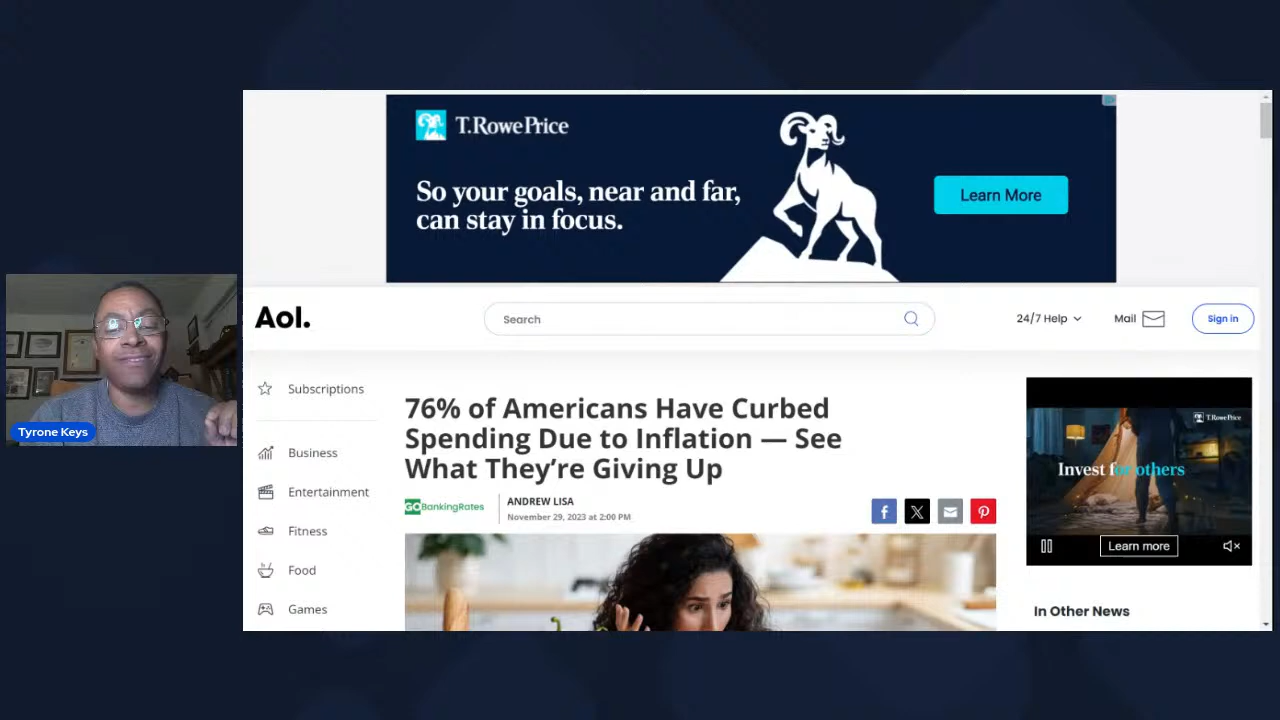 T.RowePrice
So your goals, near and far,
can stay in focus.
Learn More
Aol.
Search
24/7 Help
Mail
Sign in
Subscriptions
Business
Entertainment
Fitness
Food
Games
76% of Americans Have Curbed
Spending Due to Inflation — See
What They're Giving Up
GOBankingRates
ANDREW LISA
November 29, 2023 at 2:00 PM
T.RowePrice
Invest for others
Learn more
In Other News
Tyrone Keys